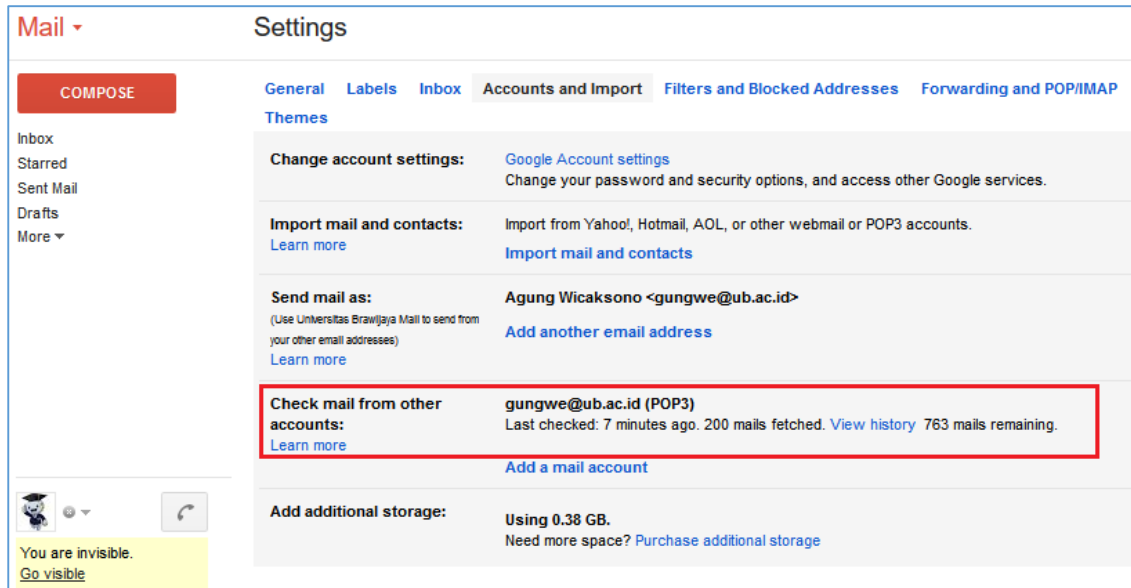 Mail
Settings
COMPOSE
Inbox
Starred
Sent Mail
Drafts
More
General Labels Inbox Accounts and Import Filters and Blocked Addresses Forwarding and POP/IMAP
Themes
Change account settings:
Google Account settings
Change your password and security options, and access other Google services.
Import mail and contacts:
Learn more
Import from Yahoo!, Hotmail, AOL, or other webmail or POP3 accounts.
Import mail and contacts
Send mail as:
(Use Universitas Brawijaya Mail to send from
your other email addresses)
Learn more
Agung Wicaksono <gungwe@ub.ac.id>
Add another email address
Check mail from other
accounts:
Learn more
gungwe@ub.ac.id (POP3)
Last checked: 7 minutes ago. 200 mails fetched. View history 763 mails remaining.
Add a mail account
Add additional storage:
Using 0.38 GB.
Need more space? Purchase additional storage
You are invisible.
Go visible